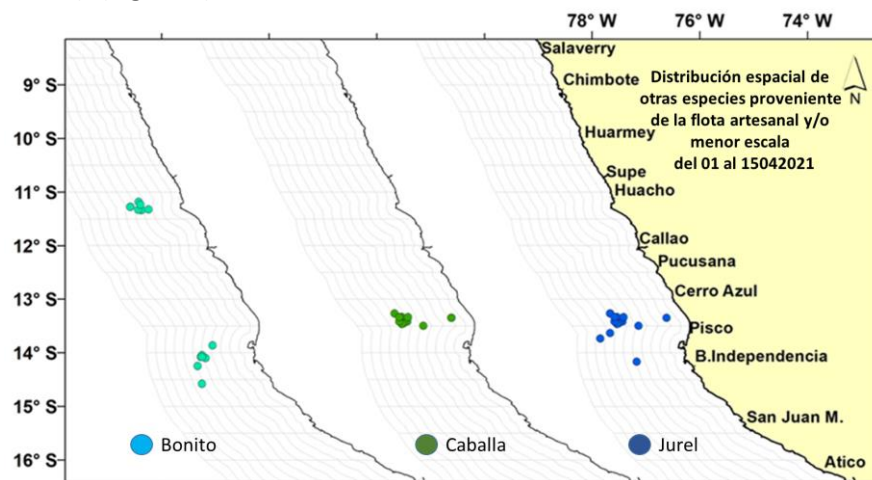 78° W 76° W 74° W
Salaverry
9° S
Chimbote
Distribución espacial de
otras especies proveniente
de la flota artesanal y/o
menor escala
del 01 al 15042021
N
10° S
Huarmey
Supe
11° S
Huacho
12° S
Callao
Pucusana
13° S
Cerro Azul
Pisco
14° S
B.Independencia
15° S
San Juan M.
Bonito
Caballa
Jurel
16° S
Atico